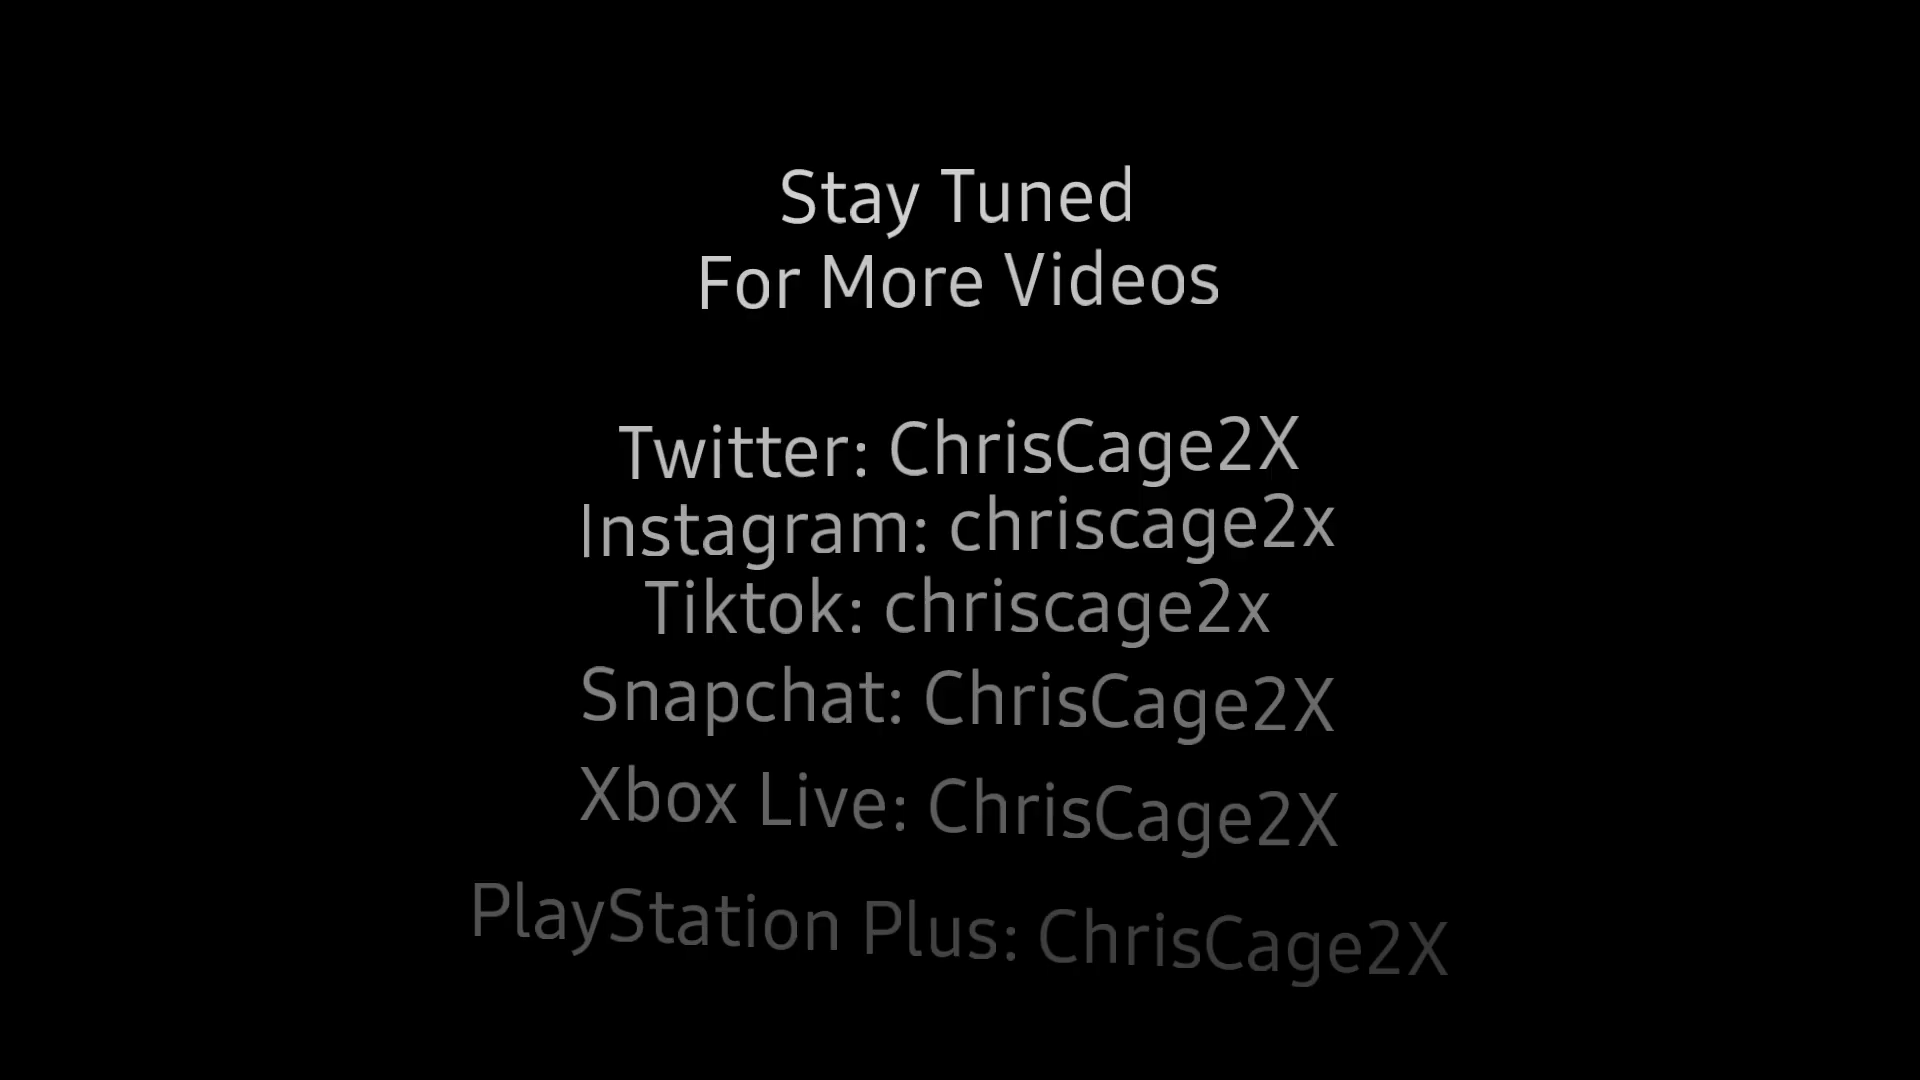 Stay Tuned
For More Videos
Twitter: ChrisCage2X
Instagram: chriscage2x
Tiktok: chriscage2x
Snapchat: ChrisCage2X
Xbox Live: ChrisCage2X
PlayStation Plus: ChrisCage2X